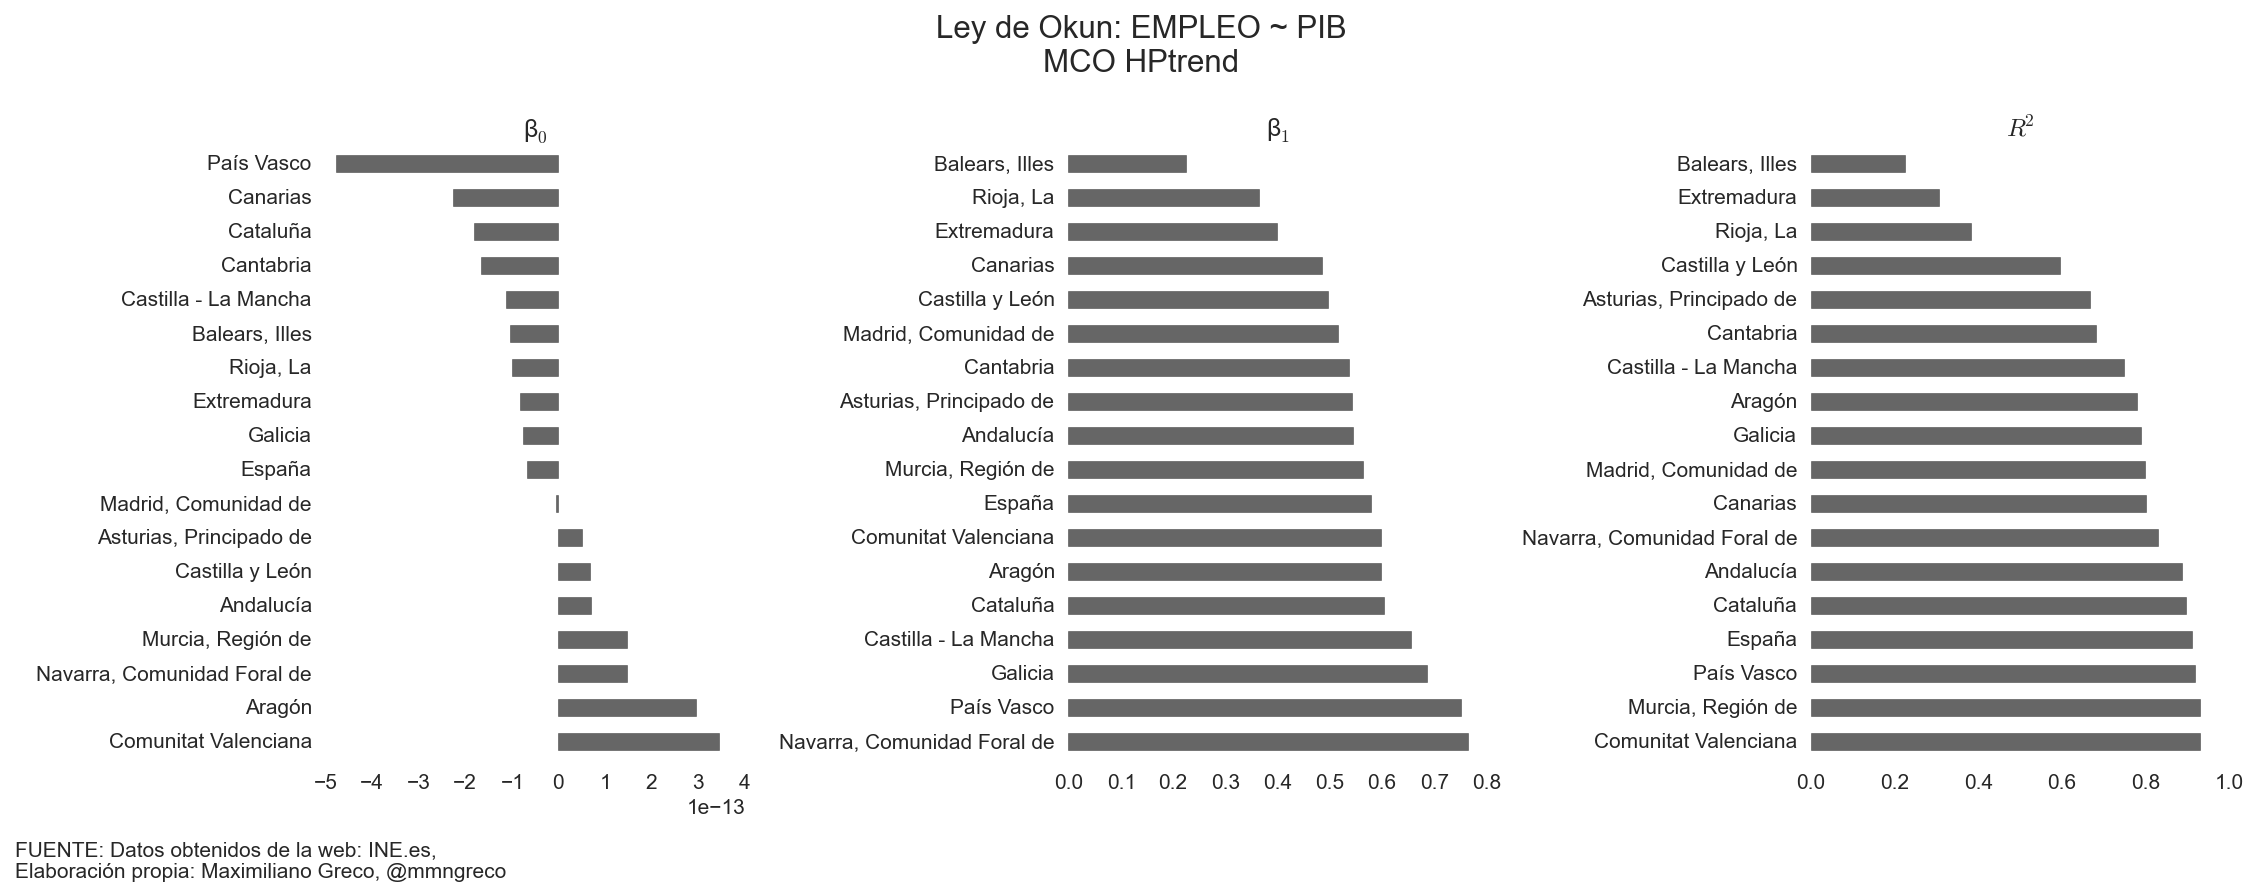 Ley de Okun: EMPLEO ~ PIB
MCO HPtrend
β0
País Vasco
Canarias
Cataluña
Cantabria
Castilla - La Mancha
Balears, Illes
Rioja, La
Extremadura
Galicia
España
Madrid, Comunidad de
Asturias, Principado de
Castilla y León
Andalucía
Murcia, Región de
Navarra, Comunidad Foral de
Aragón
Comunitat Valenciana
−5 −4 −3 −2 −1 0 1 2 3 4
1e−13
β1
Balears, Illes
Rioja, La
Extremadura
Canarias
Castilla y León
Madrid, Comunidad de
Cantabria
Asturias, Principado de
Andalucía
Murcia, Región de
España
Comunitat Valenciana
Aragón
Cataluña
Castilla - La Mancha
Galicia
País Vasco
Navarra, Comunidad Foral de
0.0 0.1 0.2 0.3 0.4 0.5 0.6 0.7 0.8
R2
Balears, Illes
Extremadura
Rioja, La
Castilla y León
Asturias, Principado de
Cantabria
Castilla - La Mancha
Aragón
Galicia
Madrid, Comunidad de
Canarias
Navarra, Comunidad Foral de
Andalucía
Cataluña
España
País Vasco
Murcia, Región de
Comunitat Valenciana
0.0 0.2 0.4 0.6 0.8 1.0
FUENTE: Datos obtenidos de la web: INE.es,
Elaboración propia: Maximiliano Greco, @mmngreco